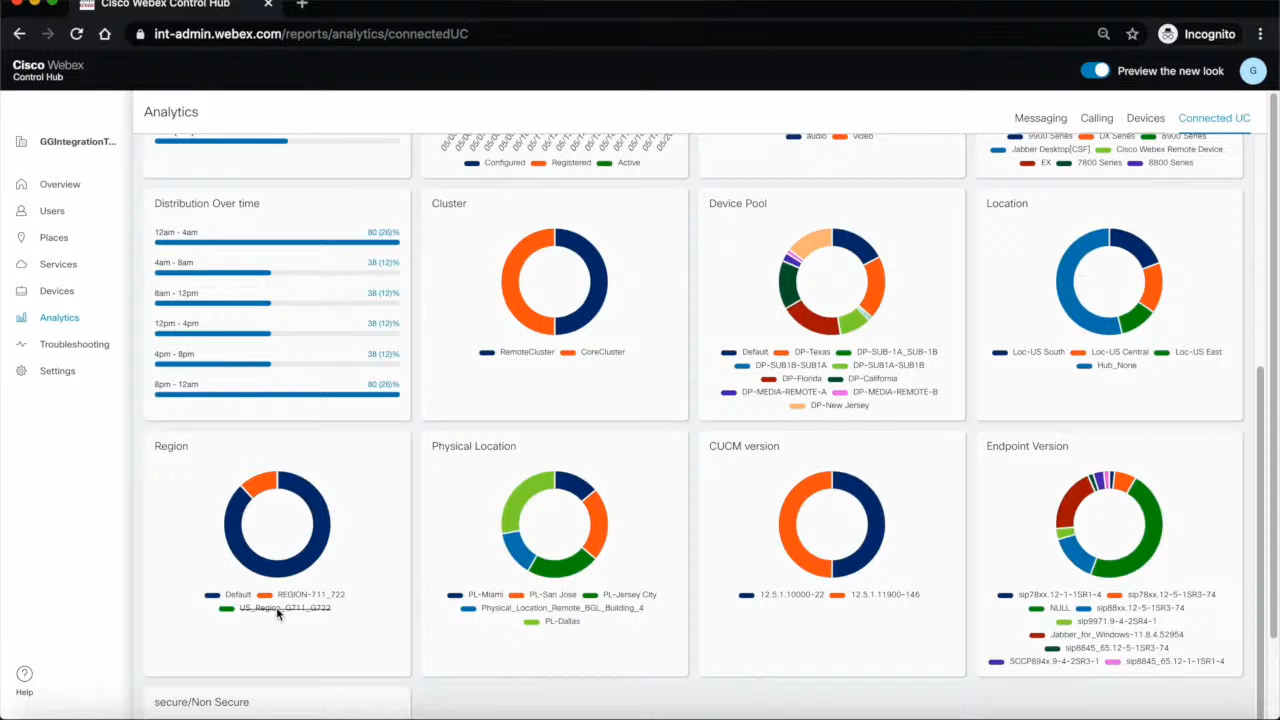 Cisco Webex Control Hub
int-admin.webex.com/reports/analytics/connectedUC
Incognito
Cisco Webex
Control Hub
Preview the new look
G
Analytics
Messaging Calling Devices Connected UC
GGIntegrationT...
Overview
Users
Places
Services
Devices
Analytics
Troubleshooting
Settings
Help
Configured Registered Active
audio video
9900 Series DX Series 8900 Series
Jabber Desktop[CSF] Cisco Webex Remote Device
EX 7800 Series 8800 Series
Distribution Over time
12am - 4am 80 (26)%
4am - 8am 38 (12)%
8am - 12pm 38 (12)%
12pm - 4pm 38 (12)%
4pm - 8pm 38 (12)%
8pm - 12am 80 (26)%
Cluster
RemoteCluster CoreCluster
Device Pool
Default DP-Texas DP-SUB-1A_SUB-1B
DP-SUB1B-SUB1A DP-SUB1A-SUB1B
DP-Florida DP-California
DP-MEDIA-REMOTE-A DP-MEDIA-REMOTE-B
DP-New Jersey
Location
Loc-US South Loc-US Central Loc-US East
Hub_None
Region
Default REGION-711_722
US_Region_G711_G722
Physical Location
PL-Miami PL-San Jose PL-Jersey City
Physical_Location_Remote_BGL_Building_4
PL-Dallas
CUCM version
12.5.1.10000-22 12.5.1.11900-146
Endpoint Version
sip78xx.12-1-1SR1-4 sip78xx.12-5-1SR3-74
NULL sip88xx.12-5-1SR3-74
sip9971.9-4-2SR4-1
Jabber_for_Windows-11.8.4.52954
sip8845_65.12-5-1SR3-74
SCCP894x.9-4-2SR3-1 sip8845_65.12-1-1SR1-4
secure/Non Secure